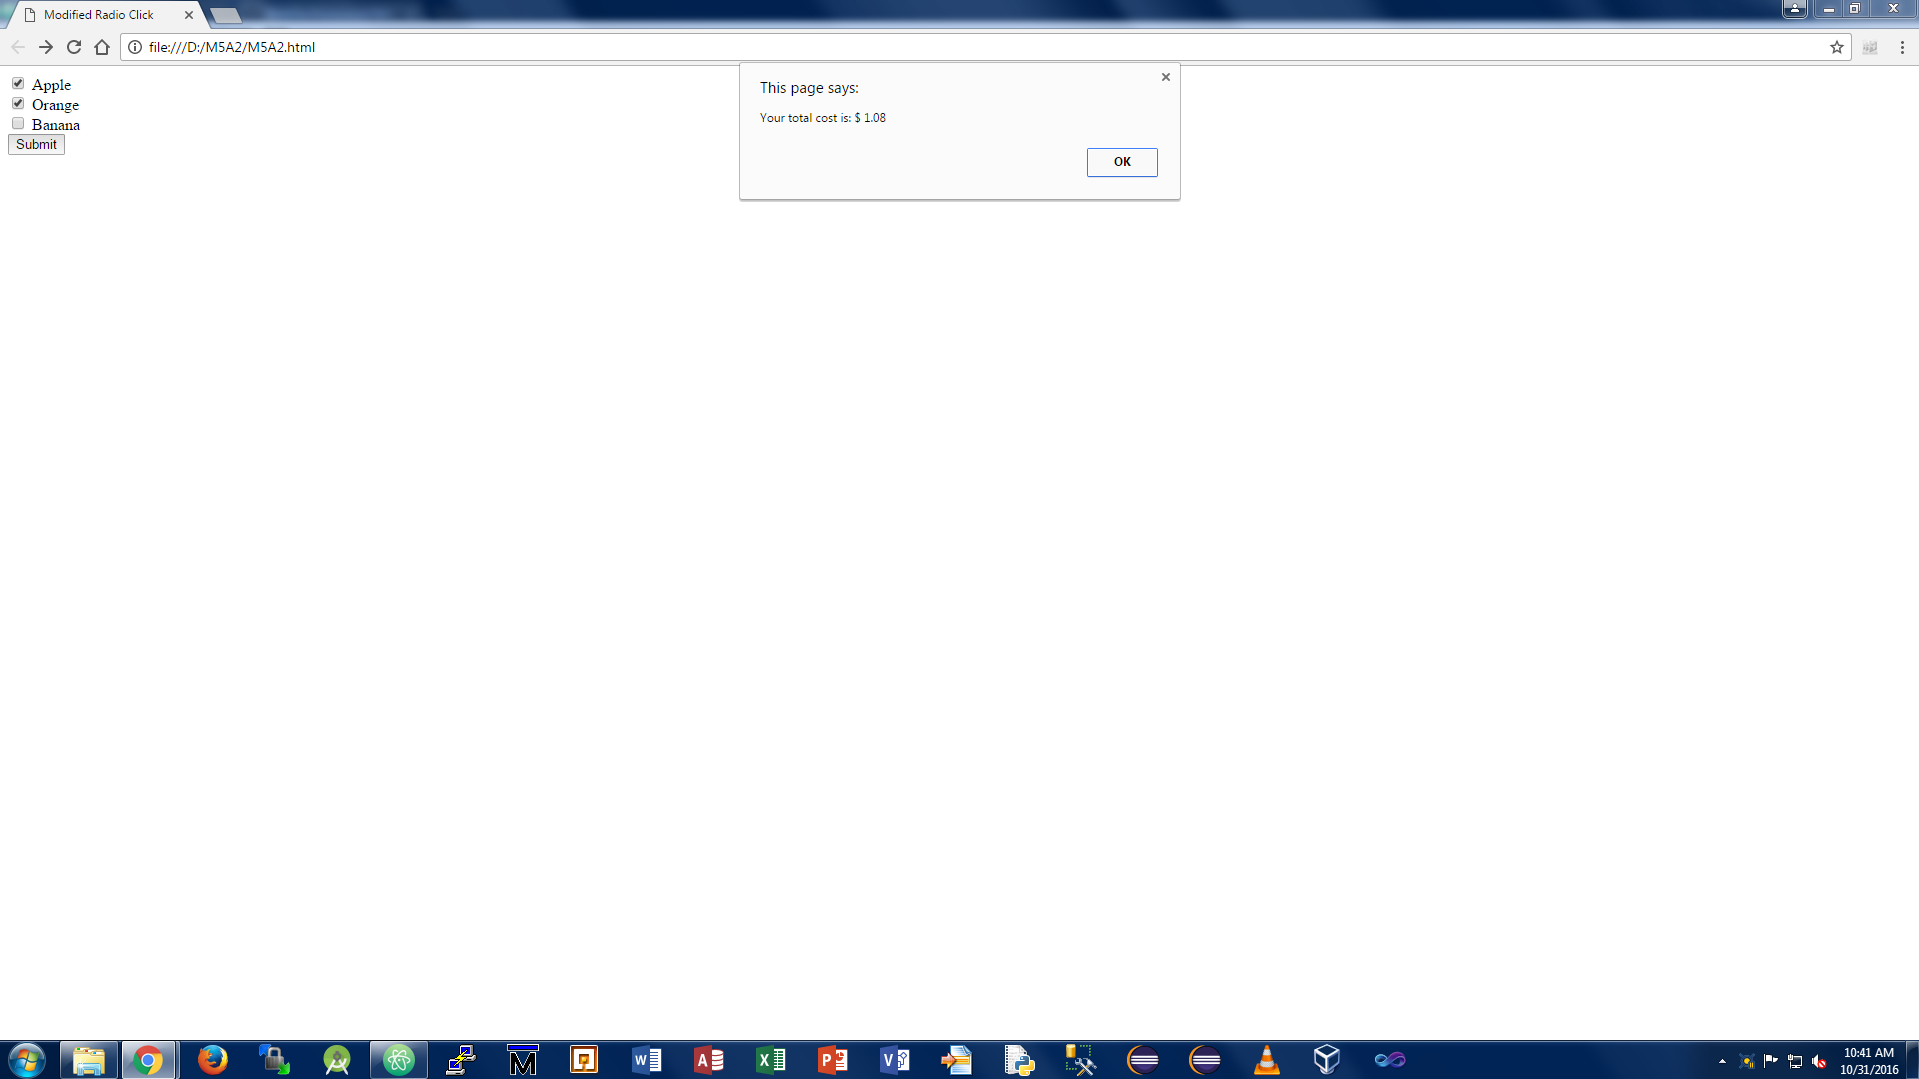 Modified Radio Click
file:///D:/M5A2/M5A2.html
Apple
Orange
Banana
Submit
This page says:
Your total cost is: $ 1.08
OK
10:41 AM
10/31/2016